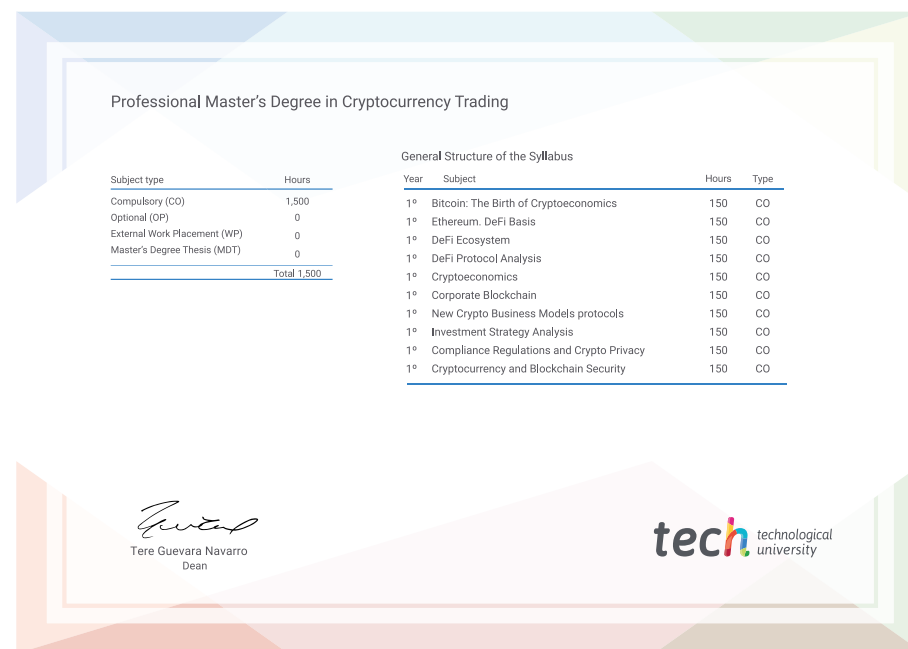 Professional Master's Degree in Cryptocurrency Trading
Subject type Hours
Compulsory (CO) 1,500
Optional (OP) 0
External Work Placement (WP) 0
Master's Degree Thesis (MDT) 0
Total 1,500
General Structure of the Syllabus
Year Subject Hours Type
1º Bitcoin: The Birth of Cryptoeconomics 150 CO
1º Ethereum. DeFi Basis 150 CO
1º DeFi Ecosystem 150 CO
1º DeFi Protocol Analysis 150 CO
1º Cryptoeconomics 150 CO
1º Corporate Blockchain 150 CO
1º New Crypto Business Models protocols 150 CO
1º Investment Strategy Analysis 150 CO
1º Compliance Regulations and Crypto Privacy 150 CO
1º Cryptocurrency and Blockchain Security 150 CO
Tere Guevara Navarro
Dean
tech technological
university